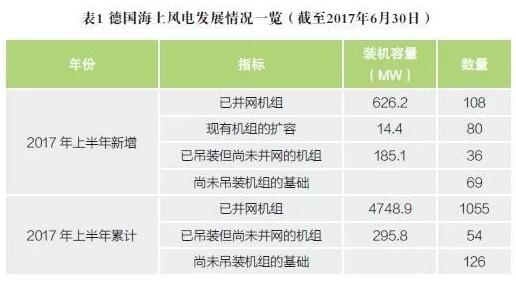 表1 德国海上风电发展情况一览（截至2017年6月30日）
年份 指标 装机容量（MW） 数量
2017 年上半年新增 已并网机组 626.2 108
现有机组的扩容 14.4 80
已吊装但尚未并网的机组 185.1 36
尚未吊装机组的基础 69
2017 年上半年累计 已并网机组 4748.9 1055
已吊装但尚未并网的机组 295.8 54
尚未吊装机组的基础 126